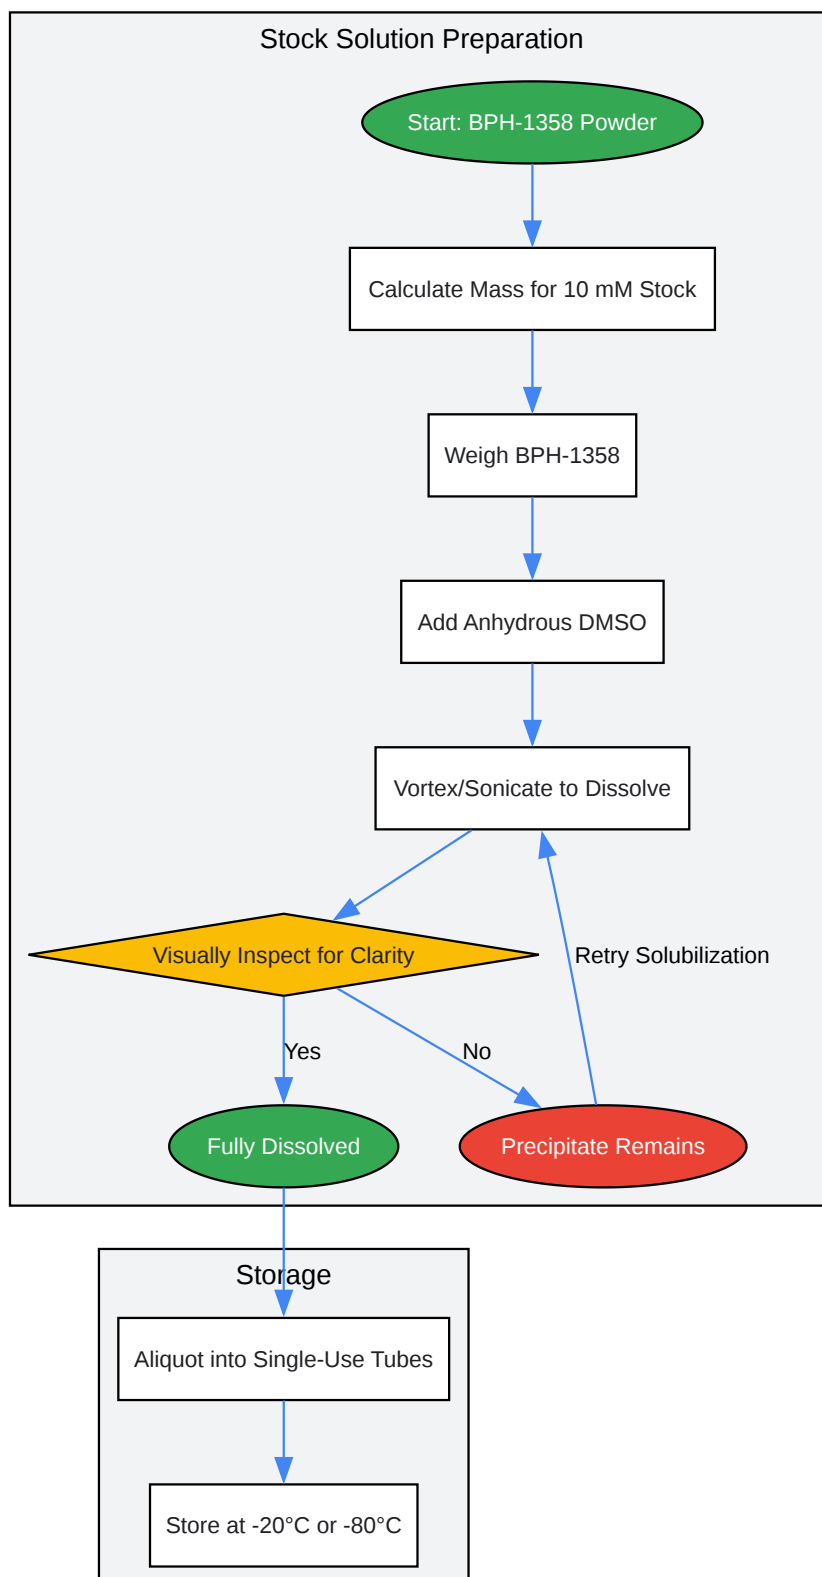 Stock Solution Preparation
Start: BPH-1358 Powder
Calculate Mass for 10 mM Stock
Weigh BPH-1358
Add Anhydrous DMSO
Vortex/Sonicate to Dissolve
Visually Inspect for Clarity
Retry Solubilization
Yes
No
Fully Dissolved
Precipitate Remains
Storage
Aliquot into Single-Use Tubes
Store at -20°C or -80°C